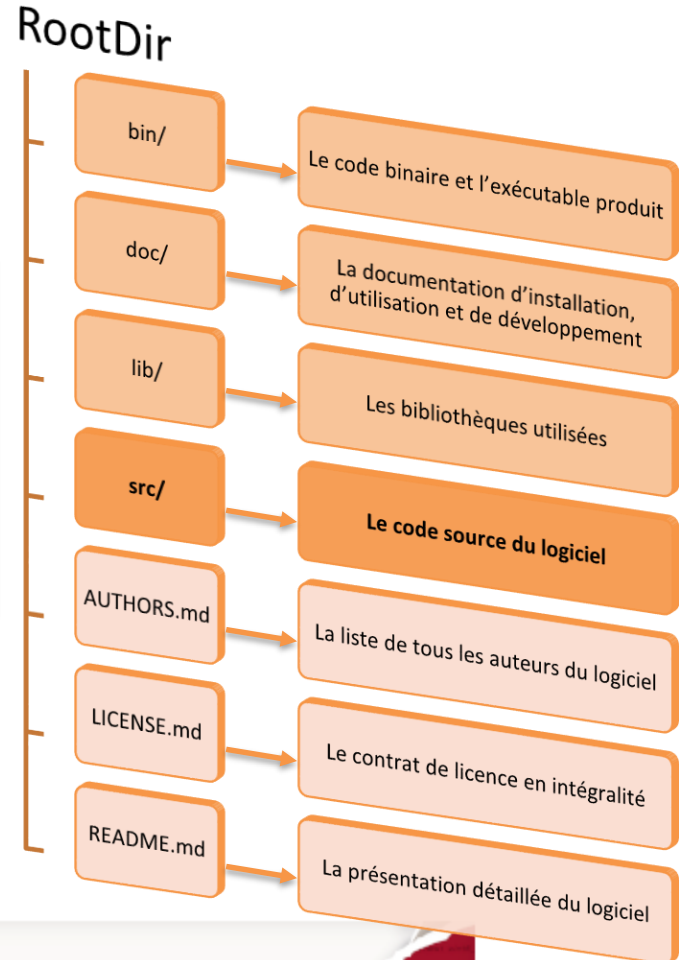 RootDir
bin/
Le code binaire et l’exécutable produit
doc/
La documentation d’installation,
d’utilisation et de développement
lib/
Les bibliothèques utilisées
src/
Le code source du logiciel
AUTHORS.md
La liste de tous les auteurs du logiciel
LICENSE.md
Le contrat de licence en intégralité
README.md
La présentation détaillée du logiciel